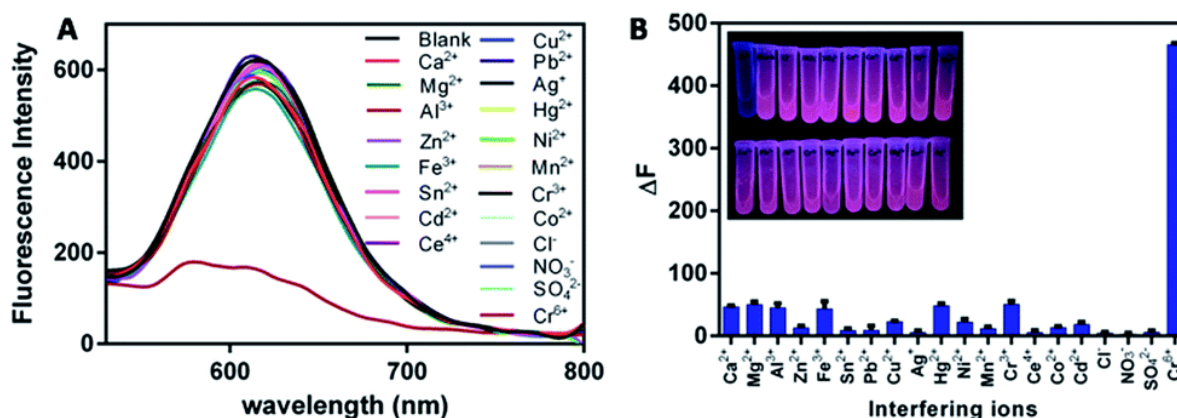 A
Blank
Ca²⁺
Mg²⁺
Al³⁺
Zn²⁺
Fe³⁺
Sn²⁺
Cd²⁺
Ce⁴⁺
Cu²⁺
Pb²⁺
Ag⁺
Hg²⁺
Ni²⁺
Mn²⁺
Cr³⁺
Co²⁺
Cl⁻
NO₃⁻
SO₄²⁻
Cr⁶⁺
Fluorescence Intensity
600
400
200
0
600
700
800
wavelength (nm)
B
ΔF
500
400
300
200
100
0
Ca²⁺
Mg²⁺
Al³⁺
Zn²⁺
Fe³⁺
Sn²⁺
Pb²⁺
Cu²⁺
Ag⁺
Hg²⁺
Ni²⁺
Mn²⁺
Cr³⁺
Ce⁴⁺
Co²⁺
Cd²⁺
Cl⁻
NO₃⁻
SO₄²⁻
Cr⁶⁺
Interfering ions